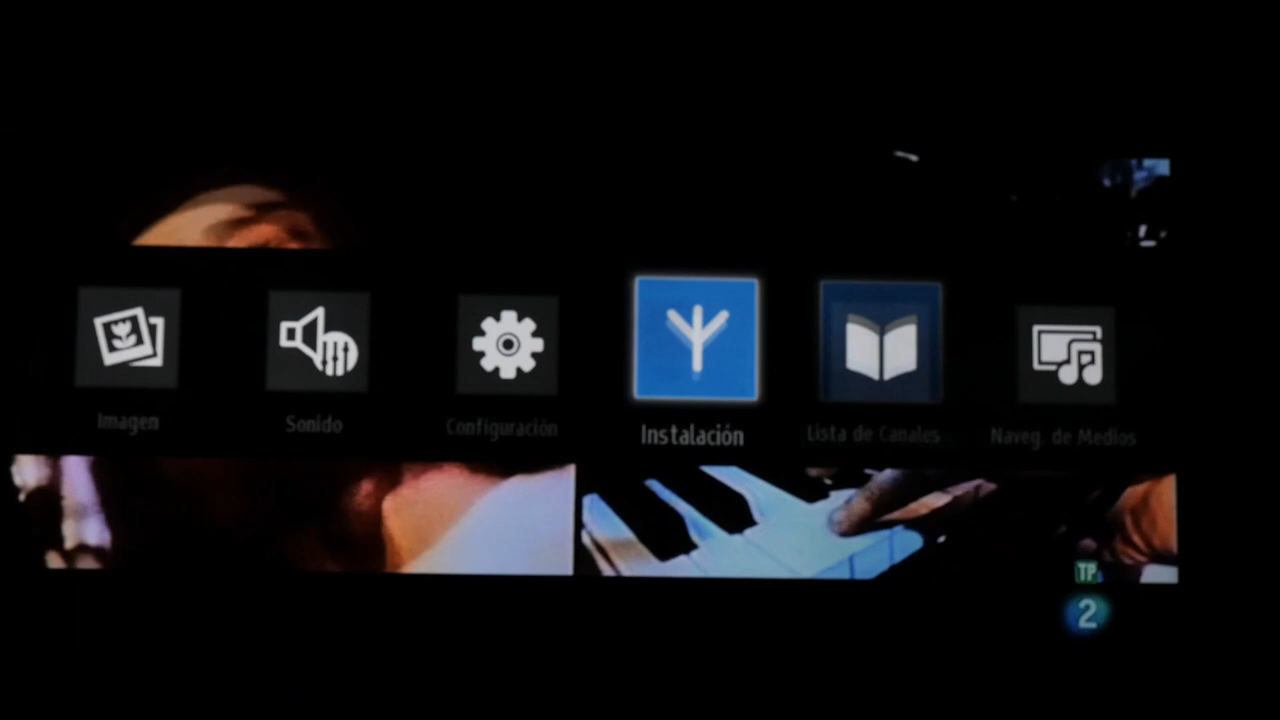 Imagen
Sonido
Configuración
Instalación
Lista de Canales
Naveg. de Medios
TP
2